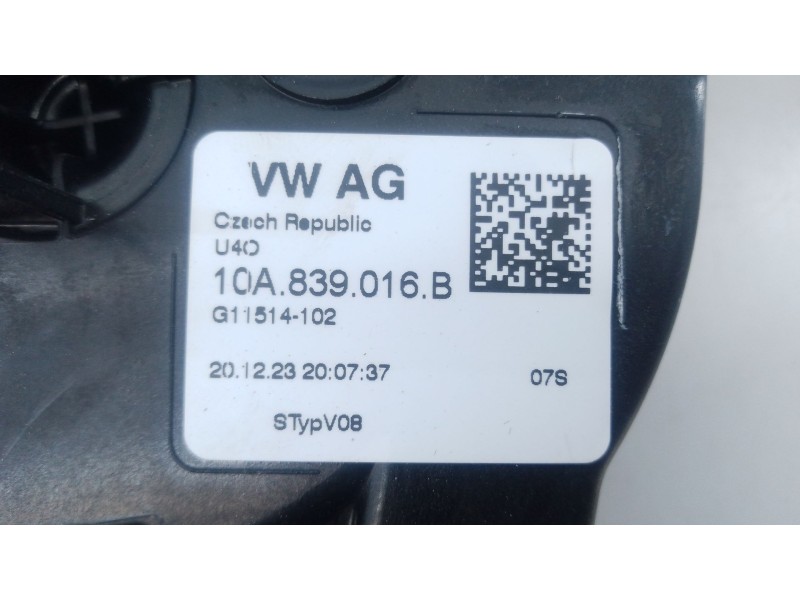 VW AG
Czech Republic
U4O
10A.839.016.B
G11514-102
20.12.23 20:07:37 07S
STypV08